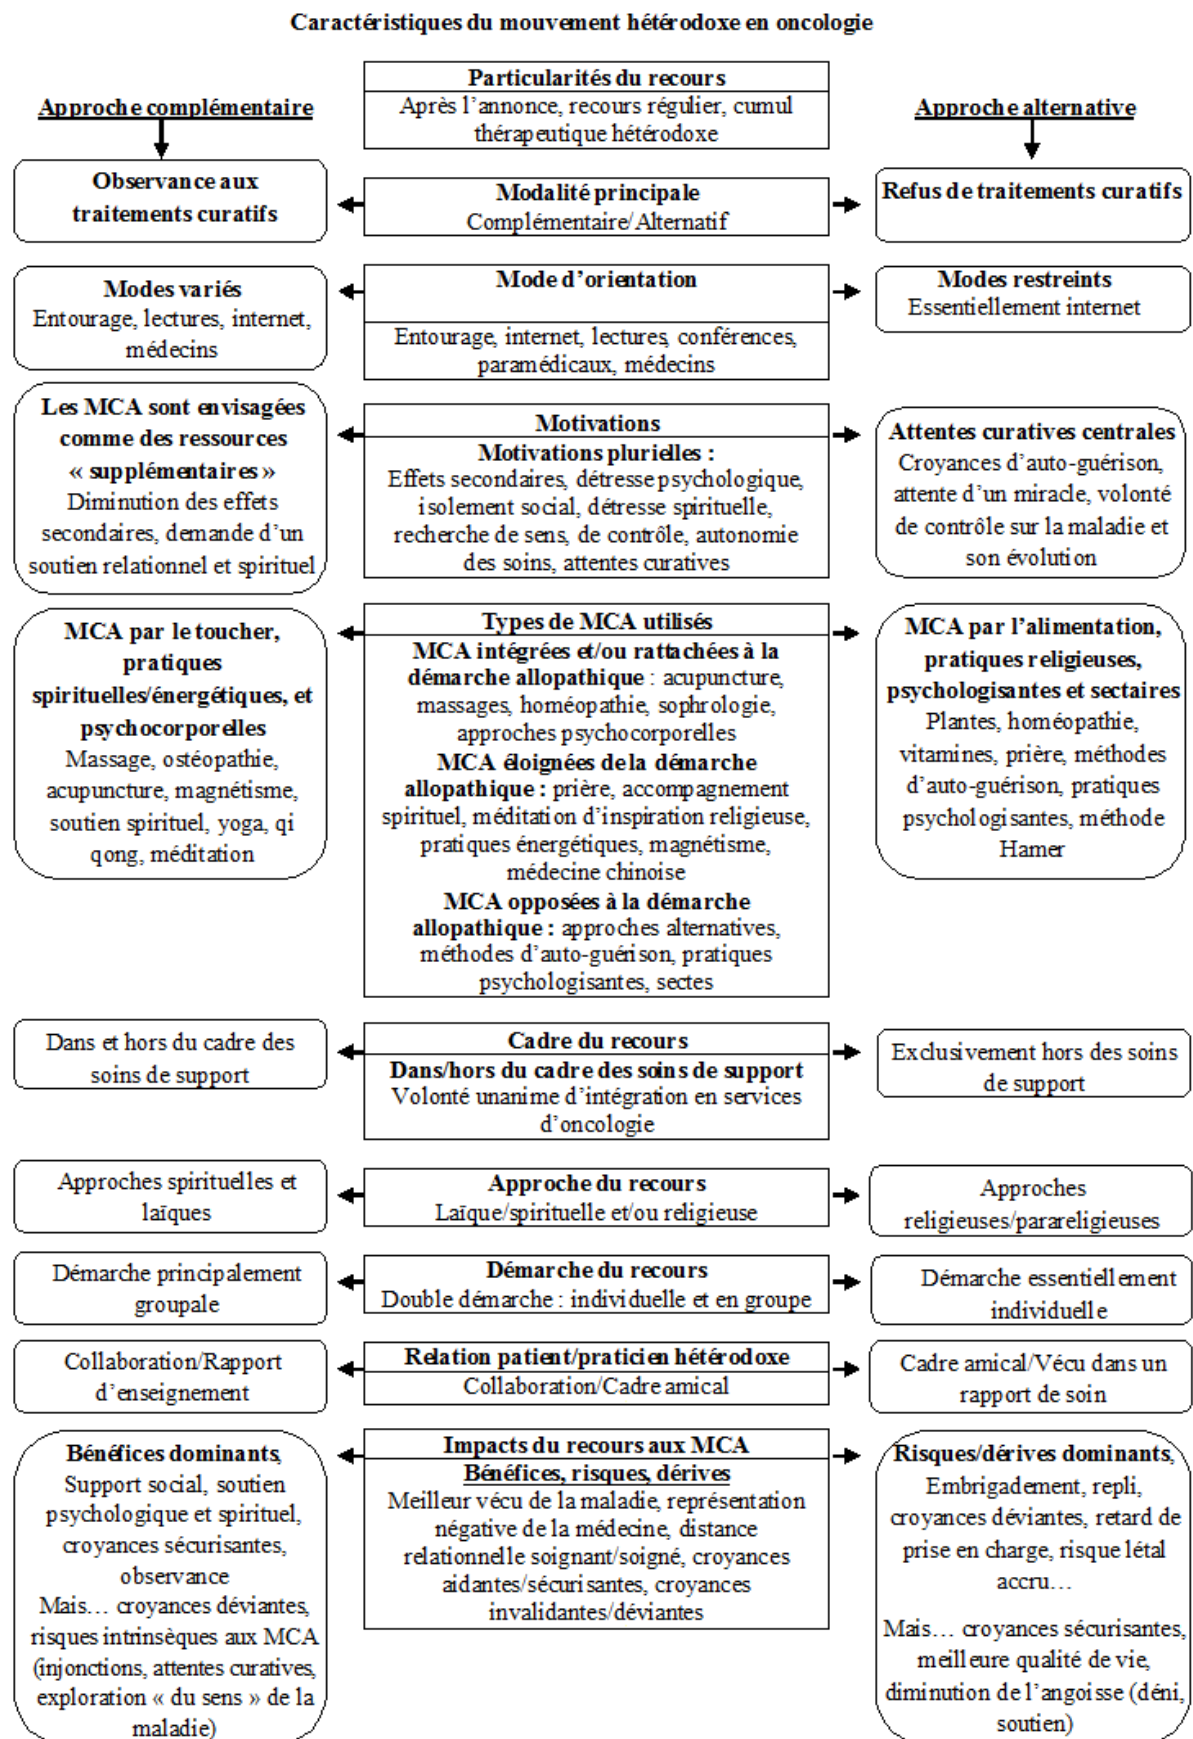 Caractéristiques du mouvement hétérodoxe en oncologie
Particularités du recours
Après l’annonce, recours régulier, cumul
thérapeutique hétérodoxe
Approche complémentaire
Approche alternative
Observance aux
traitements curatifs
Modalité principale
Complémentaire/Alternatif
Refus de traitements curatifs
Modes variés
Entourage, lectures, internet,
médecins
Mode d’orientation
Entourage, internet, lectures, conférences,
paramédicaux, médecins
Modes restreints
Essentiellement internet
Les MCA sont envisagées
comme des ressources
« supplémentaires »
Diminution des effets
secondaires, demande d’un
soutien relationnel et spirituel
Motivations
Motivations plurielles :
Effets secondaires, détresse psychologique,
isolement social, détresse spirituelle,
recherche de sens, de contrôle, autonomie
des soins, attentes curatives
Attentes curatives centrales
Croyances d’auto-guérison,
attente d’un miracle, volonté
de contrôle sur la maladie et
son évolution
MCA par le toucher,
pratiques
spirituelles/énergétiques, et
psychocorporelles
Massage, ostéopathie,
acupuncture, magnétisme,
soutien spirituel, yoga, qi
qong, méditation
Types de MCA utilisés
MCA intégrées et/ou rattachées à la
démarche allopathique : acupuncture,
massages, homéopathie, sophrologie,
approches psychocorporelles
MCA éloignées de la démarche
allopathique : prière, accompagnement
spirituel, méditation d’inspiration religieuse,
pratiques énergétiques, magnétisme,
médecine chinoise
MCA opposées à la démarche
allopathique : approches alternatives,
méthodes d’auto-guérison, pratiques
psychologisantes, sectes
MCA par l’alimentation,
pratiques religieuses,
psychologisantes et sectaires
Plantes, homéopathie,
vitamines, prière, méthodes
d’auto-guérison, pratiques
psychologisantes, méthode
Hamer
Dans et hors du cadre des
soins de support
Cadre du recours
Dans/hors du cadre des soins de support
Volonté unanime d’intégration en services
d’oncologie
Exclusivement hors des soins
de support
Approches spirituelles et
laïques
Approche du recours
Laïque/spirituelle et/ou religieuse
Approches
religieuses/parareligieuses
Démarche principalement
groupale
Démarche du recours
Double démarche : individuelle et en groupe
Démarche essentiellement
individuelle
Collaboration/Rapport
d’enseignement
Relation patient/praticien hétérodoxe
Collaboration/Cadre amical
Cadre amical/Vécu dans un
rapport de soin
Bénéfices dominants,
Support social, soutien
psychologique et spirituel,
croyances sécurisantes,
observance
Mais… croyances déviantes,
risques intrinsèques aux MCA
(injonctions, attentes curatives,
exploration « du sens » de la
maladie)
Impacts du recours aux MCA
Bénéfices, risques, dérives
Meilleur vécu de la maladie, représentation
négative de la médecine, distance
relationnelle soignant/soigné, croyances
aidantes/sécurisantes, croyances
invalidantes/déviantes
Risques/dérives dominants,
Embrigadement, repli,
croyances déviantes, retard de
prise en charge, risque létal
accru…
Mais… croyances sécurisantes,
meilleure qualité de vie,
diminution de l’angoisse (déni,
soutien)